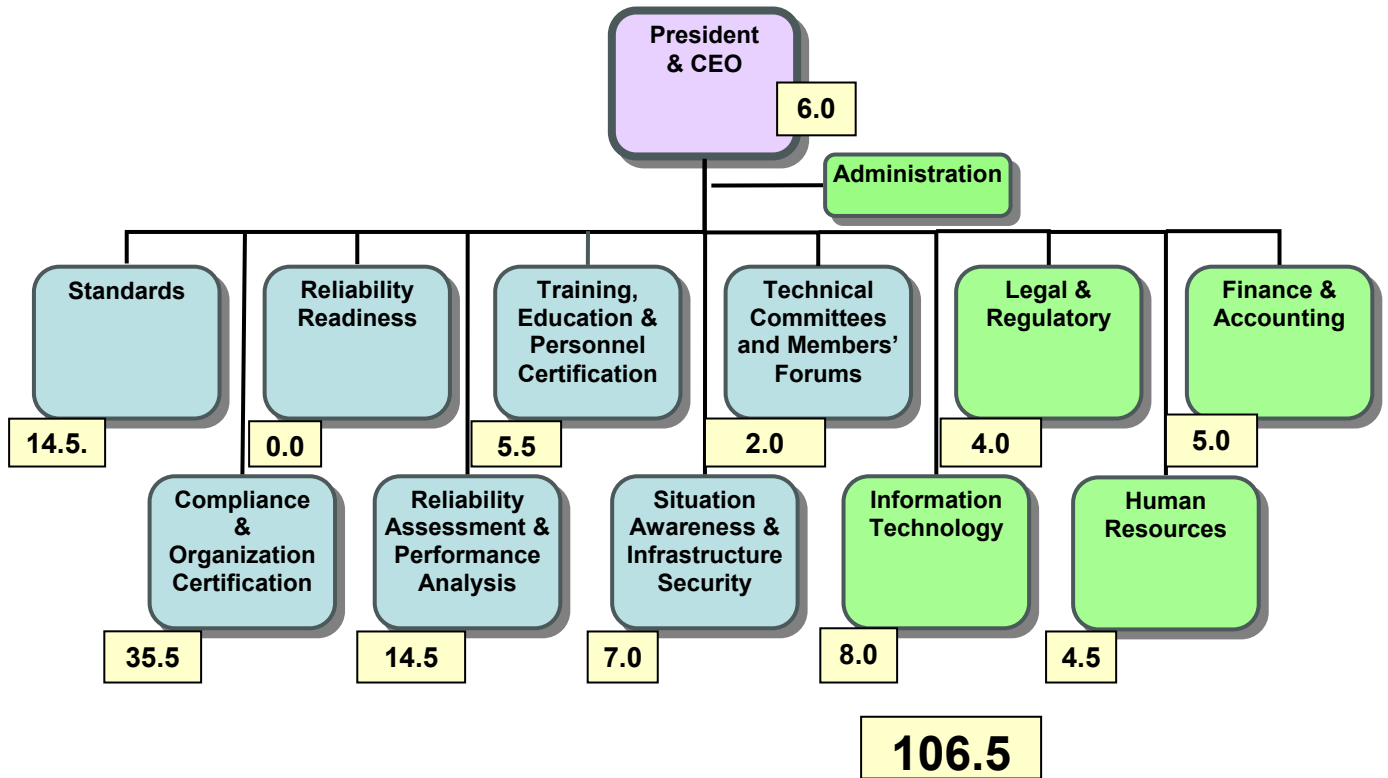 President
& CEO
6.0
Administration
Standards
14.5.
Reliability
Readiness
0.0
Training,
Education &
Personnel
Certification
5.5
Technical
Committees
and Members’
Forums
2.0
Legal &
Regulatory
4.0
Finance &
Accounting
5.0
Compliance
&
Organization
Certification
35.5
Reliability
Assessment &
Performance
Analysis
14.5
Situation
Awareness &
Infrastructure
Security
7.0
Information
Technology
8.0
Human
Resources
4.5
106.5